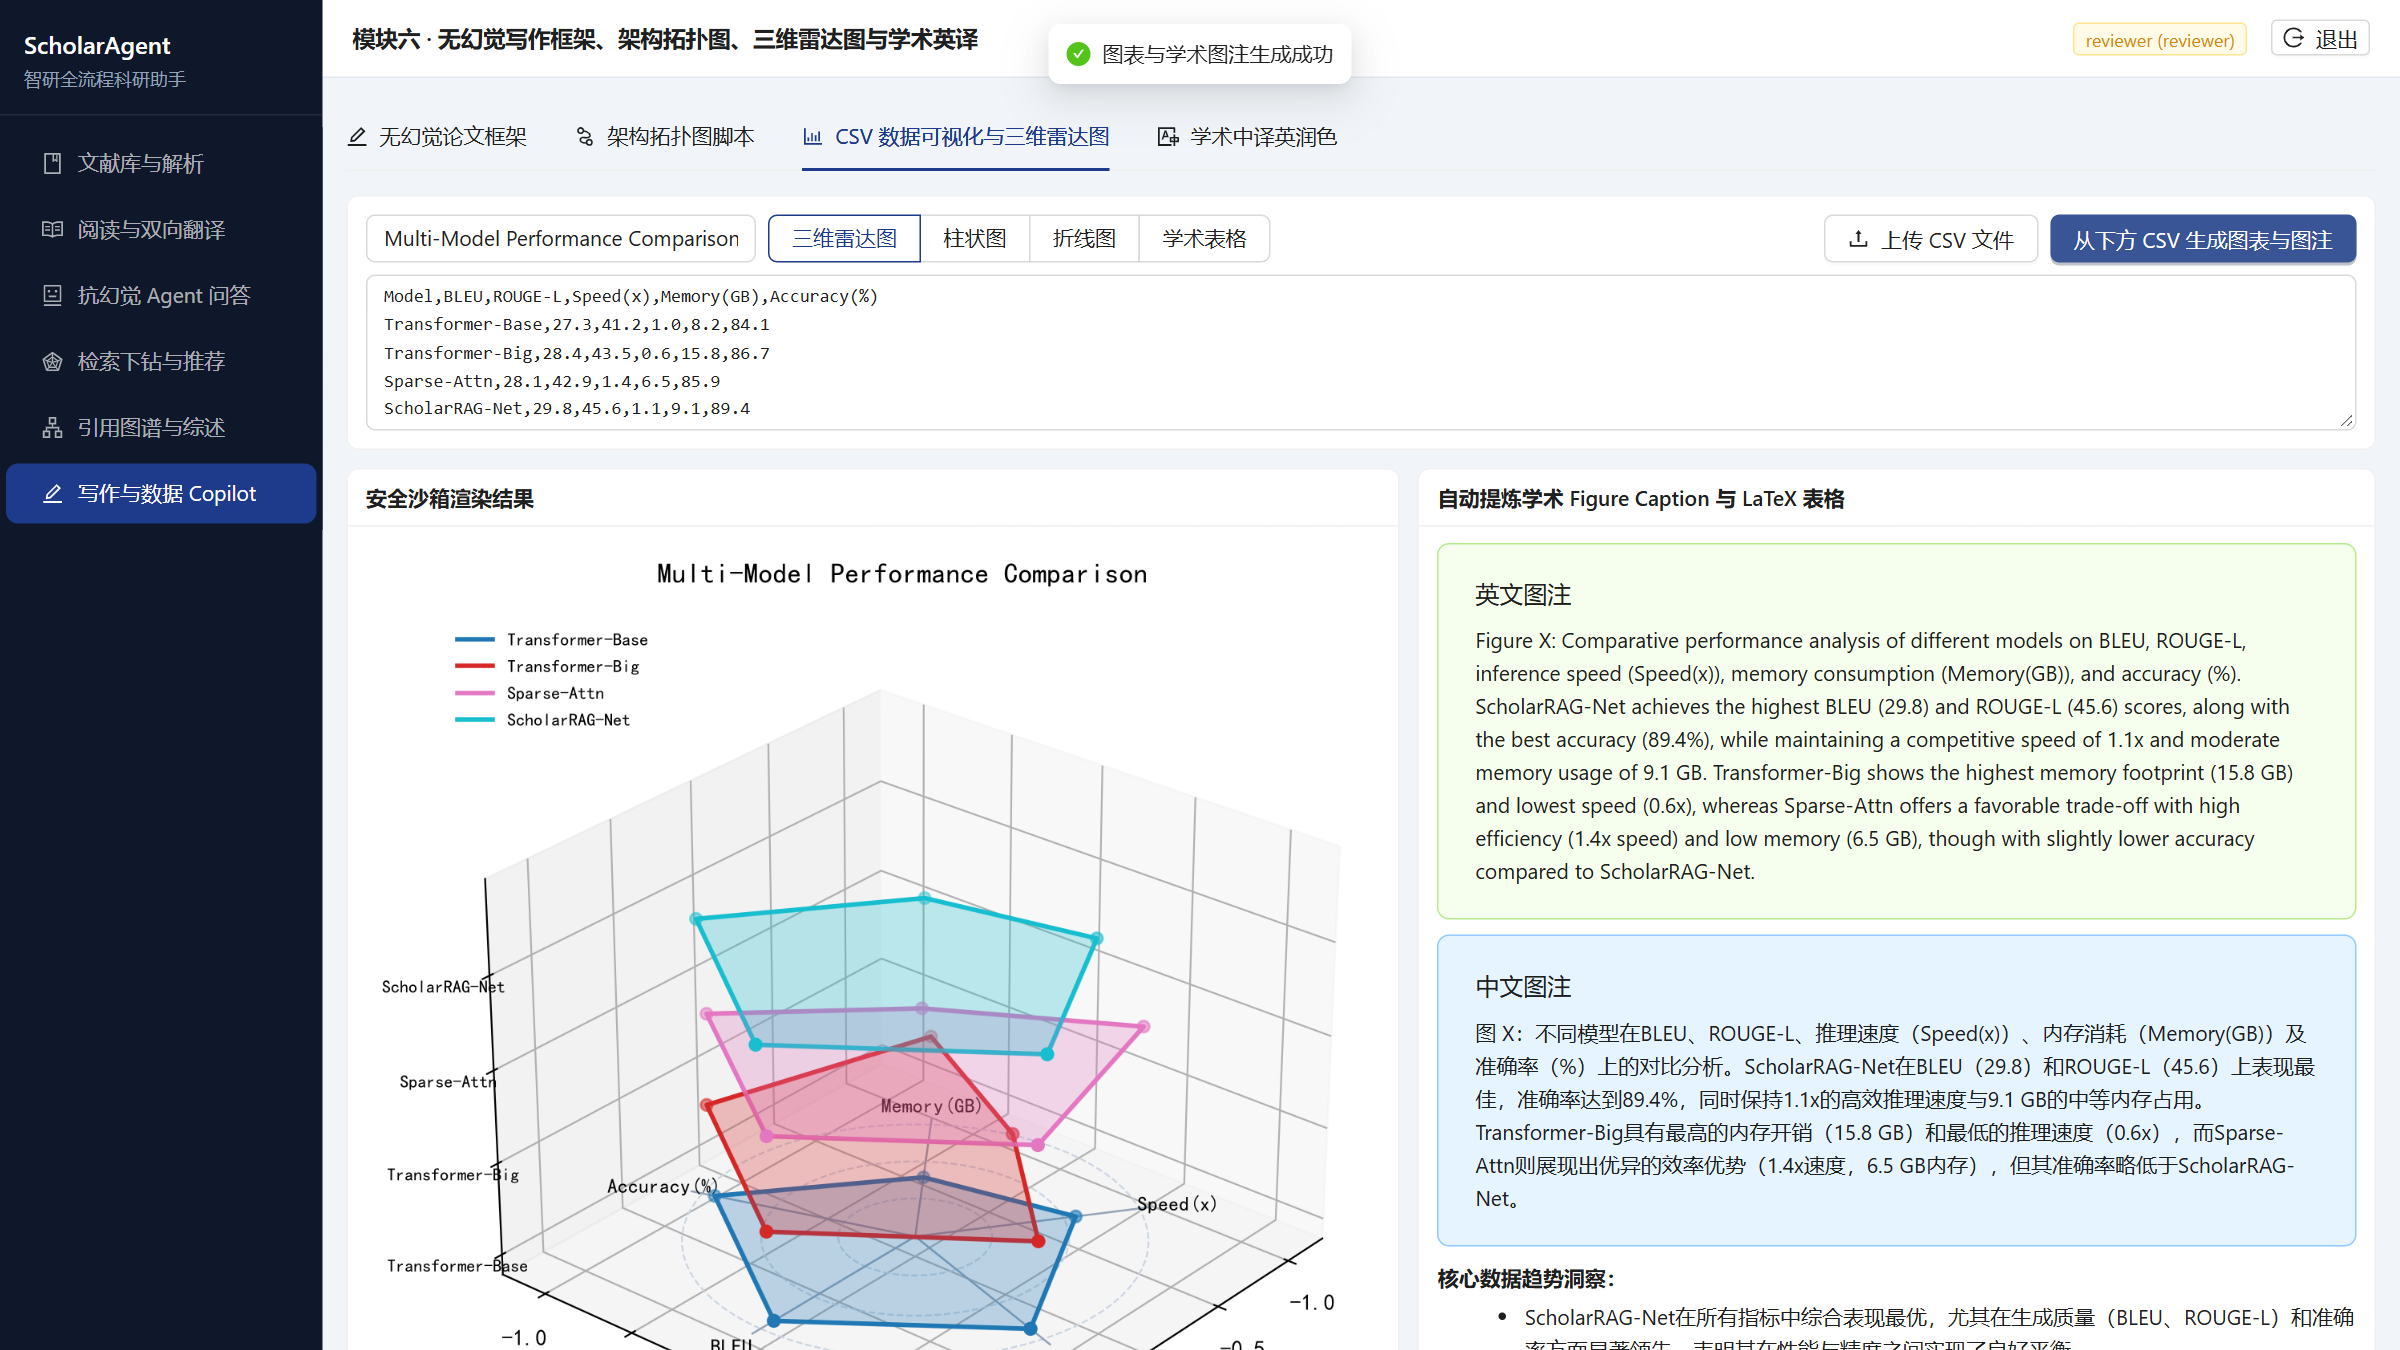 ScholarAgent
智研全流程科研助手
文献库与解析
阅读与双向翻译
抗幻觉 Agent 问答
检索下钻与推荐
引用图谱与综述
写作与数据 Copilot
模块六 · 无幻觉写作框架、架构拓扑图、三维雷达图与学术英译
图表与学术图注生成成功
reviewer (reviewer)
退出
无幻觉论文框架
架构拓扑图脚本
CSV 数据可视化与三维雷达图
学术中译英润色
Multi-Model Performance Comparison
三维雷达图
柱状图
折线图
学术表格
上传 CSV 文件
从下方 CSV 生成图表与图注
Model,BLEU,ROUGE-L,Speed(x),Memory(GB),Accuracy(%)
Transformer-Base,27.3,41.2,1.0,8.2,84.1
Transformer-Big,28.4,43.5,0.6,15.8,86.7
Sparse-Attn,28.1,42.9,1.4,6.5,85.9
ScholarRAG-Net,29.8,45.6,1.1,9.1,89.4
安全沙箱渲染结果
Multi-Model Performance Comparison
Transformer-Base
Transformer-Big
Sparse-Attn
ScholarRAG-Net
ScholarRAG-Net
Sparse-Attn
Transformer-Big
Transformer-Base
Memory(GB)
Accuracy(%)
Speed(x)
BLEU
-1.0
-1.0
-0.5
自动提炼学术 Figure Caption 与 LaTeX 表格
英文图注
Figure X: Comparative performance analysis of different models on BLEU, ROUGE-L,
inference speed (Speed(x)), memory consumption (Memory(GB)), and accuracy (%).
ScholarRAG-Net achieves the highest BLEU (29.8) and ROUGE-L (45.6) scores, along with
the best accuracy (89.4%), while maintaining a competitive speed of 1.1x and moderate
memory usage of 9.1 GB. Transformer-Big shows the highest memory footprint (15.8 GB)
and lowest speed (0.6x), whereas Sparse-Attn offers a favorable trade-off with high
efficiency (1.4x speed) and low memory (6.5 GB), though with slightly lower accuracy
compared to ScholarRAG-Net.
中文图注
图 X：不同模型在BLEU、ROUGE-L、推理速度（Speed(x)）、内存消耗（Memory(GB)）及
准确率（%）上的对比分析。ScholarRAG-Net在BLEU（29.8）和ROUGE-L（45.6）上表现最
佳，准确率达到89.4%，同时保持1.1x的高效推理速度与9.1 GB的中等内存占用。
Transformer-Big具有最高的内存开销（15.8 GB）和最低的推理速度（0.6x），而Sparse-
Attn则展现出优异的效率优势（1.4x速度，6.5 GB内存），但其准确率略低于ScholarRAG-
Net。
核心数据趋势洞察：
ScholarRAG-Net在所有指标中综合表现最优，尤其在生成质量（BLEU、ROUGE-L）和准确
率方面显著领先，表明其在性能与精度之间实现了良好平衡